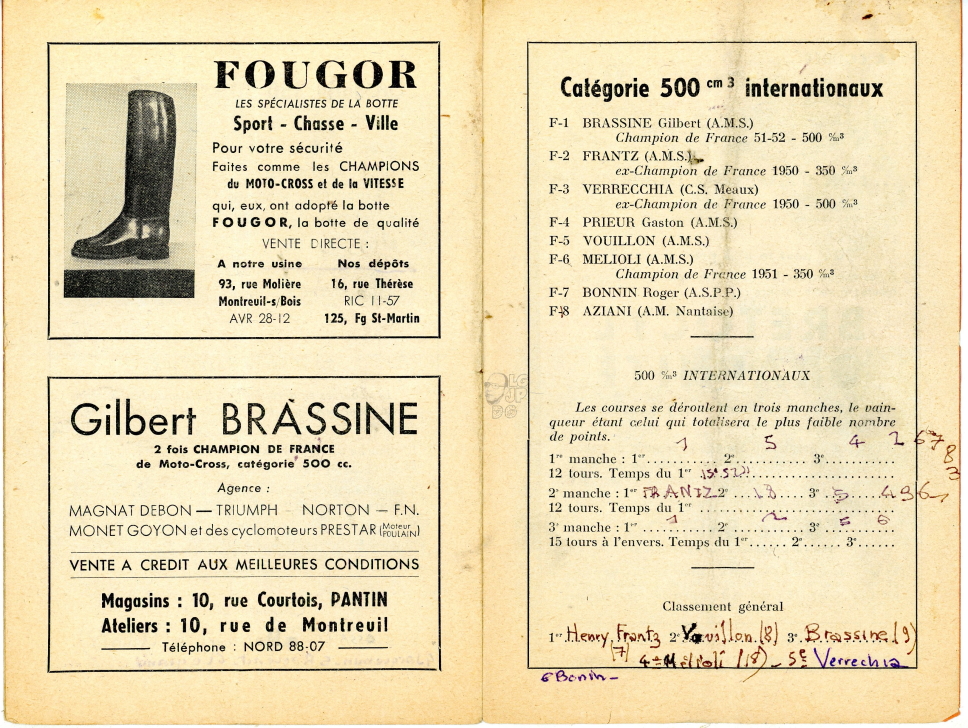 FOUGOR
LES SPÉCIALISTES DE LA BOTTE
Sport - Chasse - Ville
Pour votre sécurité
Faites comme les CHAMPIONS
du MOTO-CROSS et de la VITESSE
qui, eux, ont adopté la botte
FOUGOR, la botte de qualité
VENTE DIRECTE :
A notre usine
93, rue Molière
Montreuil-s/Bois
AVR 28-12
Nos dépôts
16, rue Thérèse
RIC 11-57
125, Fg St-Martin
Gilbert BRASSINE
2 fois CHAMPION DE FRANCE
de Moto-Cross, catégorie 500 cc.
Agence :
MAGNAT DEBON — TRIUMPH - NORTON — F.N.
MONET GOYON et des cyclomoteurs PRESTAR (Moteur POULAIN)
VENTE A CREDIT AUX MEILLEURES CONDITIONS
Magasins : 10, rue Courtois, PANTIN
Ateliers : 10, rue de Montreuil
Téléphone : NORD 88-07
Catégorie 500 cm3 internationaux
F-1 BRASSINE Gilbert (A.M.S.)
Champion de France 51-52 - 500 cm³
F-2 FRANTZ (A.M.S.)
ex-Champion de France 1950 - 350 cm³
F-3 VERRECCHIA (C.S. Meaux)
ex-Champion de France 1950 - 500 cm³
F-4 PRIEUR Gaston (A.M.S.)
F-5 VOUILLON (A.M.S.)
F-6 MELIOLI (A.M.S.)
Champion de France 1951 - 350 cm³
F-7 BONNIN Roger (A.S.P.P.)
F-8 AZIANI (A.M. Nantaise)
500 cm³ INTERNATIONAUX
Les courses se déroulent en trois manches, le vain-
queur étant celui qui totalisera le plus faible nombre
de points.
1 5 4 2 6 7 8 3
1re manche : 1er........... 2e............ 3e............
12 tours. Temps du 1er
2e manche : 1er FRANTZ 2e 3e 5
12 tours. Temps du 1er..............
1 2 5 6
3e manche : 1er............ 2e............ 3e............
15 tours à l'envers. Temps du 1er...... 2e...... 3e......
Classement général
1er Henry Frantz (7) 2e Vouillon (8) 3e Brassine (9)
4e Mélioli (18) - 5e Verrechia
6 Bonin -